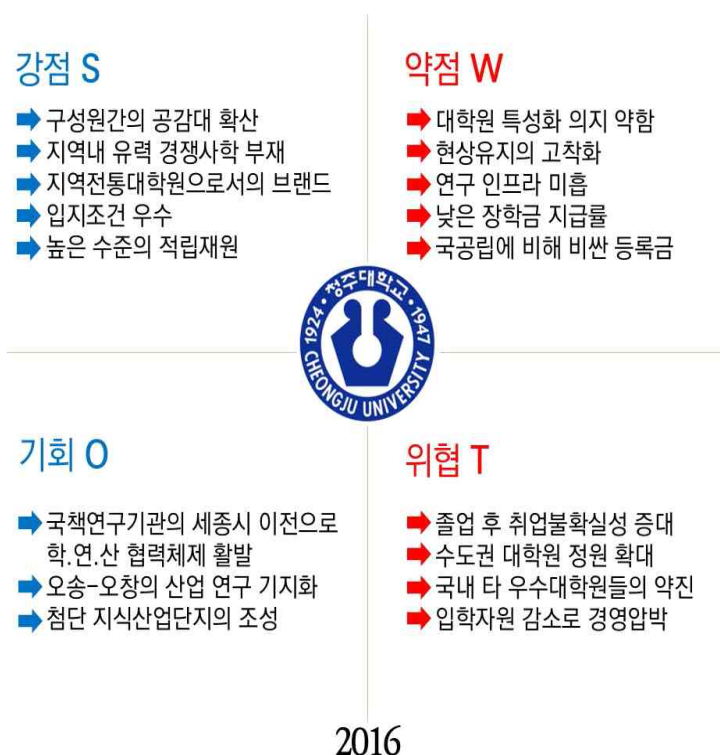 강점 S
구성원간의 공감대 확산
지역내 유력 경쟁사학 부재
지역전통대학원으로서의 브랜드
입지조건 우수
높은 수준의 적립재원
약점 W
대학원 특성화 의지 약함
현상유지의 고착화
연구 인프라 미흡
낮은 장학금 지급률
국공립에 비해 비싼 등록금
청주대학교
1924 · CHEONGJU UNIVERSITY · 1947
기회 O
국책연구기관의 세종시 이전으로
학.연.산 협력체제 활발
오송-오창의 산업 연구 기지화
첨단 지식산업단지의 조성
위협 T
졸업 후 취업불확실성 증대
수도권 대학원 정원 확대
국내 타 우수대학원들의 약진
입학자원 감소로 경영압박
2016